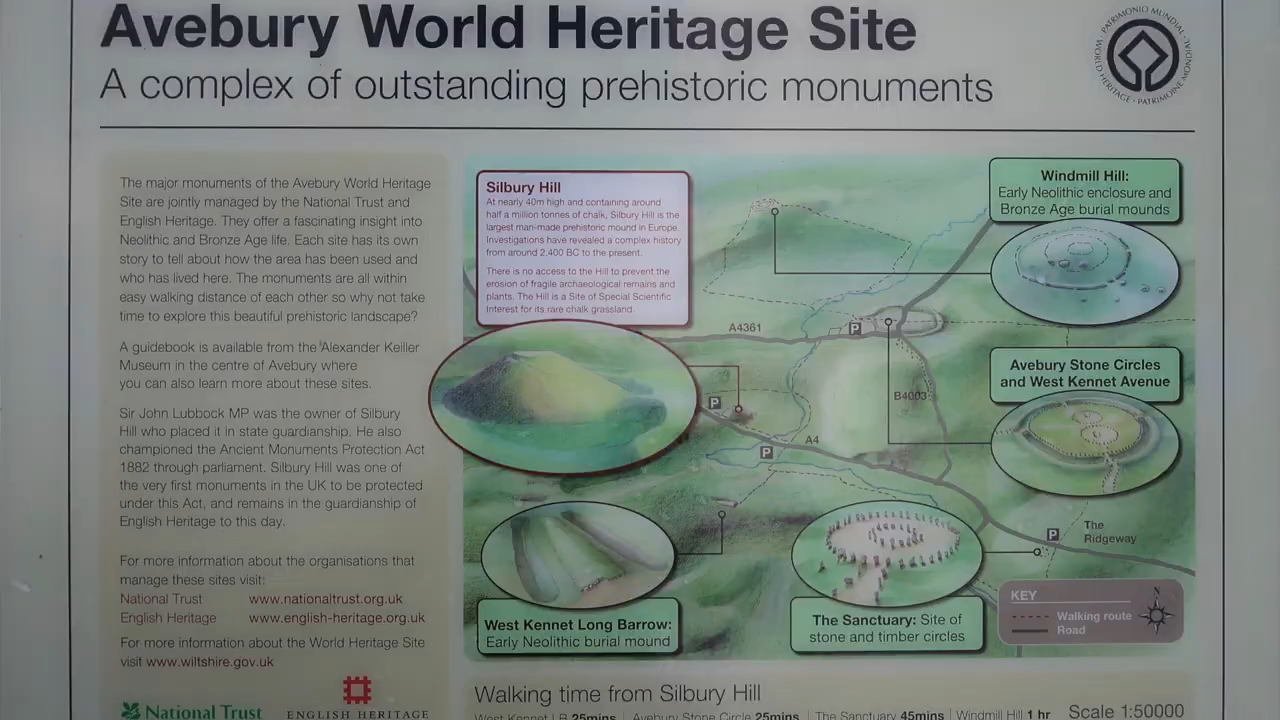 Avebury World Heritage Site
A complex of outstanding prehistoric monuments
PATRIMONIO MUNDIAL · WORLD HERITAGE · PATRIMOINE MONDIAL ·
The major monuments of the Avebury World Heritage
Site are jointly managed by the National Trust and
English Heritage. They offer a fascinating insight into
Neolithic and Bronze Age life. Each site has its own
story to tell about how the area has been used and
who has lived here. The monuments are all within
easy walking distance of each other so why not take
time to explore this beautiful prehistoric landscape?
A guidebook is available from the Alexander Keiller
Museum in the centre of Avebury where
you can also learn more about these sites.
Sir John Lubbock MP was the owner of Silbury
Hill who placed it in state guardianship. He also
championed the Ancient Monuments Protection Act
1882 through parliament. Silbury Hill was one of
the very first monuments in the UK to be protected
under this Act, and remains in the guardianship of
English Heritage to this day.
For more information about the organisations that
manage these sites visit:
National Trust www.nationaltrust.org.uk
English Heritage www.english-heritage.org.uk
For more information about the World Heritage Site
visit www.wiltshire.gov.uk
National Trust
ENGLISH HERITAGE
Silbury Hill
At nearly 40m high and containing around
half a million tonnes of chalk, Silbury Hill is the
largest man-made prehistoric mound in Europe.
Investigations have revealed a complex history
from around 2,400 BC to the present.
There is no access to the Hill to prevent the
erosion of fragile archaeological remains and
plants. The Hill is a Site of Special Scientific
Interest for its rare chalk grassland.
Windmill Hill:
Early Neolithic enclosure and
Bronze Age burial mounds
A4361
P
Avebury Stone Circles
and West Kennet Avenue
B4003
P
A4
P
P
The
Ridgeway
West Kennet Long Barrow:
Early Neolithic burial mound
The Sanctuary: Site of
stone and timber circles
KEY
Walking route
Road
N
Walking time from Silbury Hill
West Kennet LB 25mins | Avebury Stone Circle 25mins | The Sanctuary 45mins | Windmill Hill 1 hr
Scale 1:50000